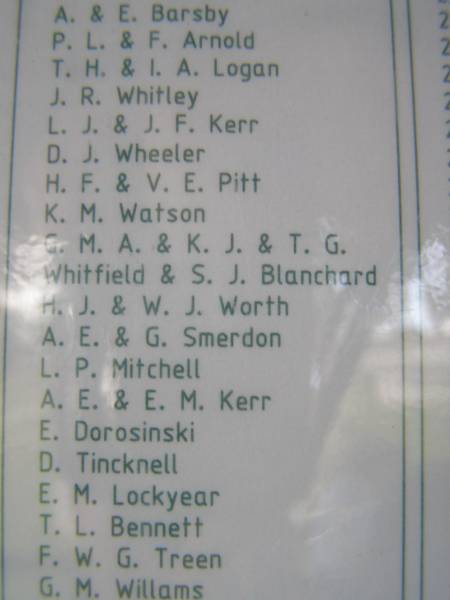 A. & E. Barsby
P. L. & F. Arnold
T. H. & I. A. Logan
J. R. Whitley
L. J. & J. F. Kerr
D. J. Wheeler
H. F. & V. E. Pitt
K. M. Watson
G. M. A. & K. J. & T. G.
Whitfield & S. J. Blanchard
H. J. & W. J. Worth
A. E. & G. Smerdon
L. P. Mitchell
A. E. & E. M. Kerr
E. Dorosinski
D. Tincknell
E. M. Lockyear
T. L. Bennett
F. W. G. Treen
G. M. Willams